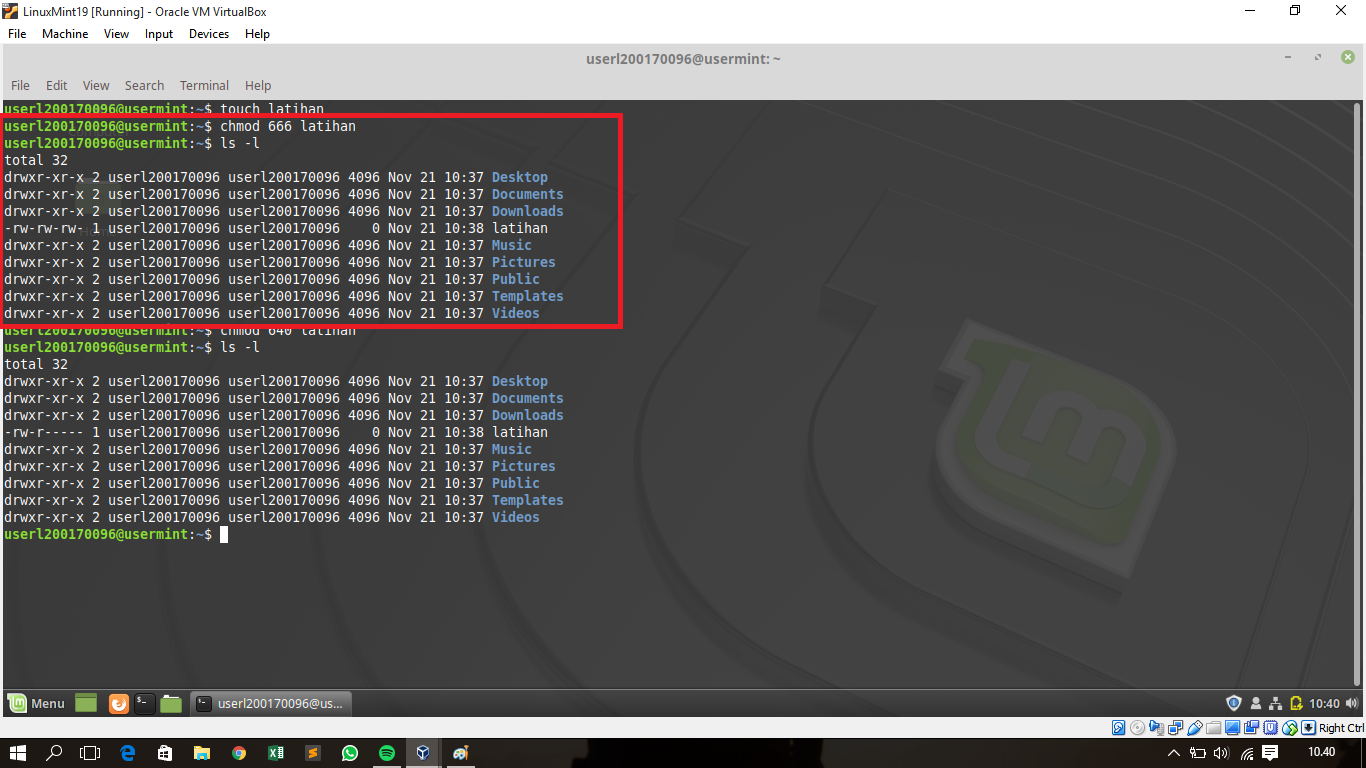 LinuxMint19 [Running] - Oracle VM VirtualBox
File Machine View Input Devices Help
userl200170096@usermint: ~
File Edit View Search Terminal Help
userl200170096@usermint:~$ touch latihan
userl200170096@usermint:~$ chmod 666 latihan
userl200170096@usermint:~$ ls -l
total 32
drwxr-xr-x 2 userl200170096 userl200170096 4096 Nov 21 10:37 Desktop
drwxr-xr-x 2 userl200170096 userl200170096 4096 Nov 21 10:37 Documents
drwxr-xr-x 2 userl200170096 userl200170096 4096 Nov 21 10:37 Downloads
-rw-rw-rw- 1 userl200170096 userl200170096    0 Nov 21 10:38 latihan
drwxr-xr-x 2 userl200170096 userl200170096 4096 Nov 21 10:37 Music
drwxr-xr-x 2 userl200170096 userl200170096 4096 Nov 21 10:37 Pictures
drwxr-xr-x 2 userl200170096 userl200170096 4096 Nov 21 10:37 Public
drwxr-xr-x 2 userl200170096 userl200170096 4096 Nov 21 10:37 Templates
drwxr-xr-x 2 userl200170096 userl200170096 4096 Nov 21 10:37 Videos
userl200170096@usermint:~$ chmod 640 latihan
userl200170096@usermint:~$ ls -l
total 32
drwxr-xr-x 2 userl200170096 userl200170096 4096 Nov 21 10:37 Desktop
drwxr-xr-x 2 userl200170096 userl200170096 4096 Nov 21 10:37 Documents
drwxr-xr-x 2 userl200170096 userl200170096 4096 Nov 21 10:37 Downloads
-rw-r----- 1 userl200170096 userl200170096    0 Nov 21 10:38 latihan
drwxr-xr-x 2 userl200170096 userl200170096 4096 Nov 21 10:37 Music
drwxr-xr-x 2 userl200170096 userl200170096 4096 Nov 21 10:37 Pictures
drwxr-xr-x 2 userl200170096 userl200170096 4096 Nov 21 10:37 Public
drwxr-xr-x 2 userl200170096 userl200170096 4096 Nov 21 10:37 Templates
drwxr-xr-x 2 userl200170096 userl200170096 4096 Nov 21 10:37 Videos
userl200170096@usermint:~$
Menu userl200170096@us... 10:40
Right Ctrl
10.40